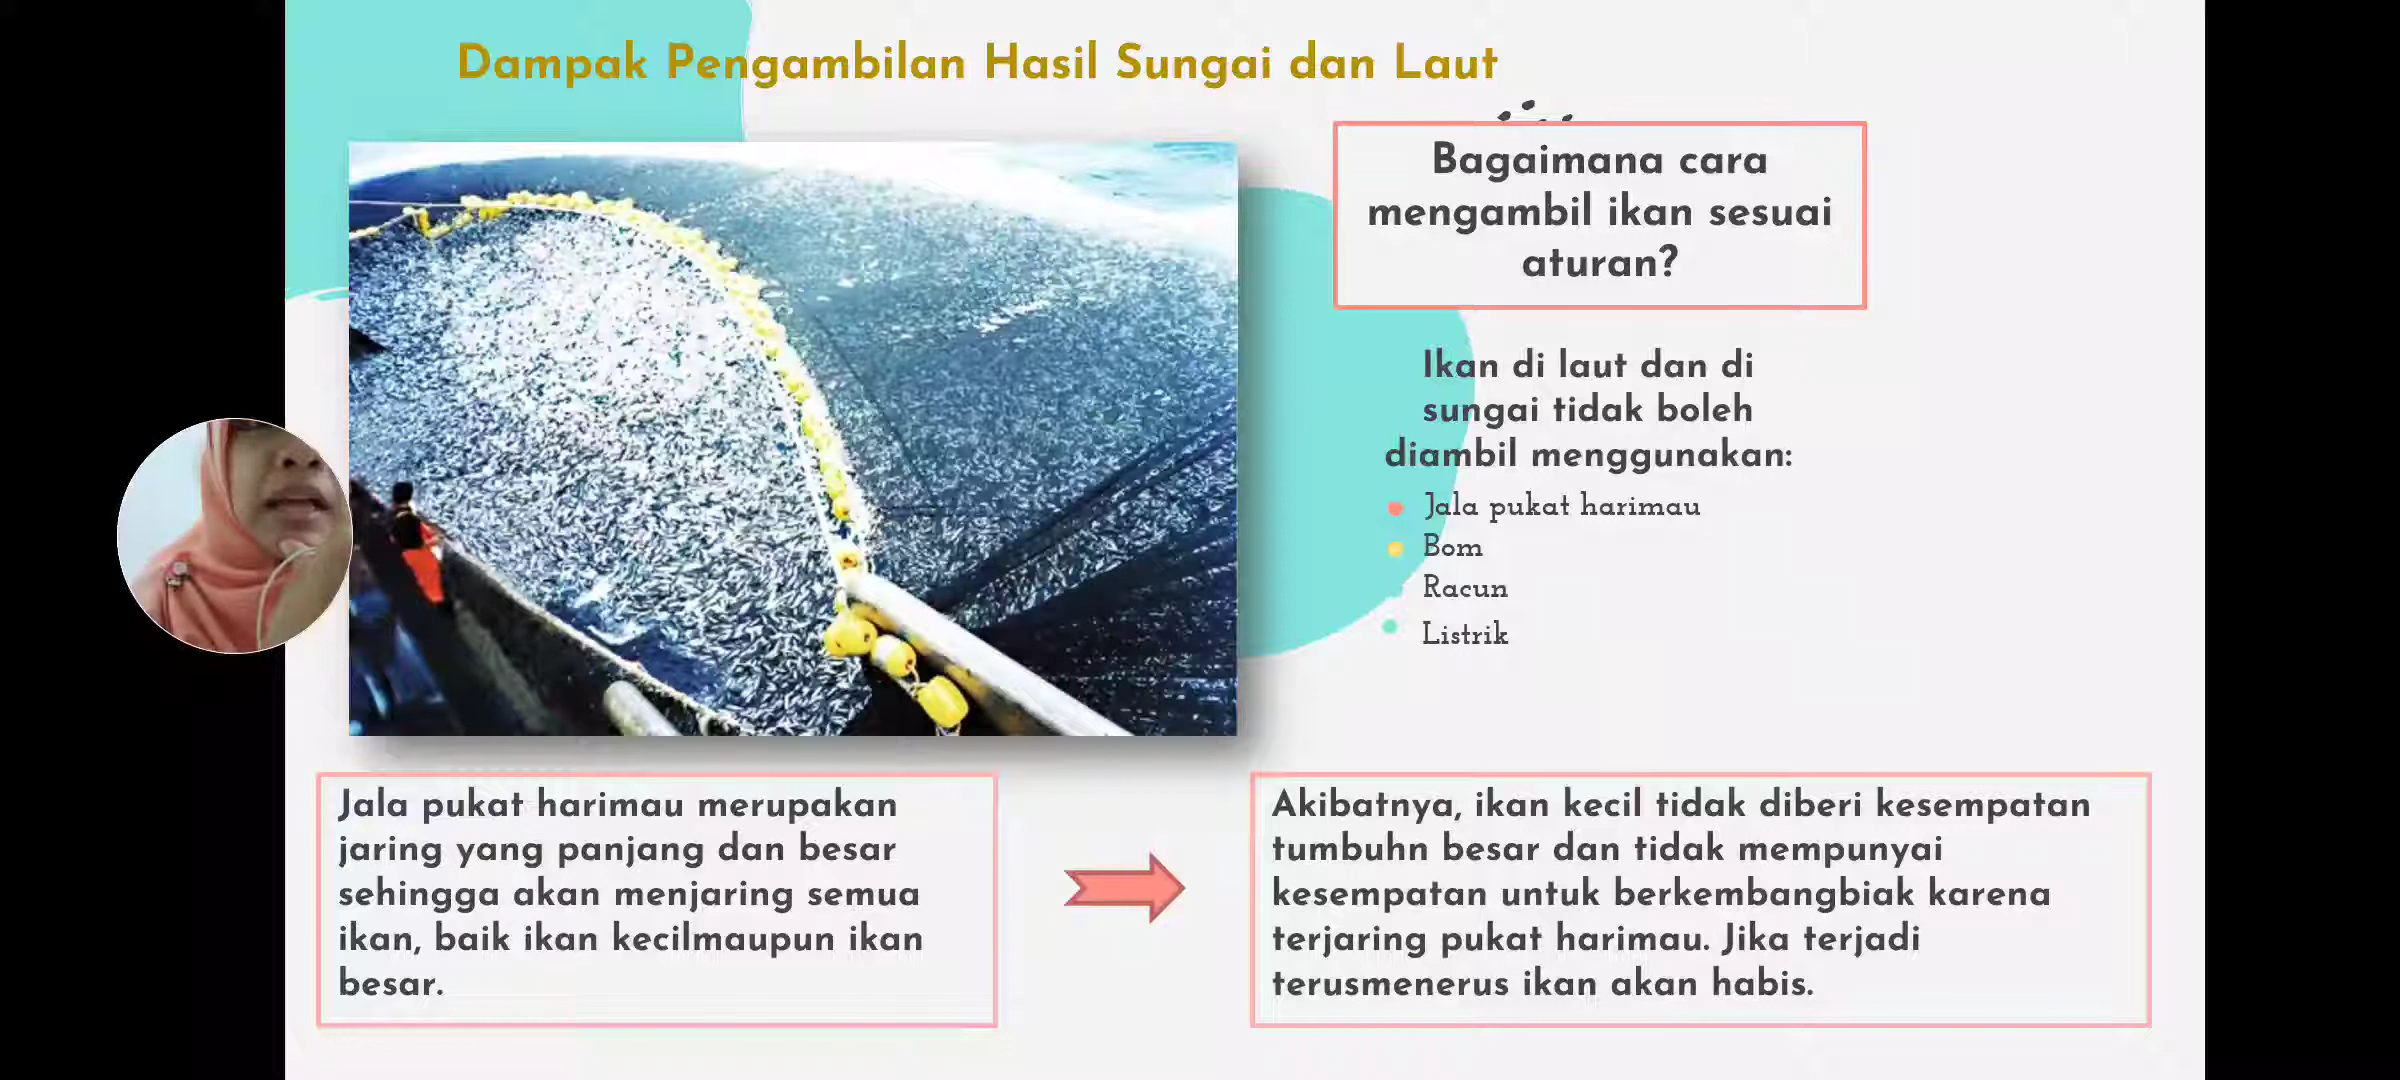 Dampak Pengambilan Hasil Sungai dan Laut
Bagaimana cara
mengambil ikan sesuai
aturan?
Ikan di laut dan di
sungai tidak boleh
diambil menggunakan:
Jala pukat harimau
Bom
Racun
Listrik
Jala pukat harimau merupakan
jaring yang panjang dan besar
sehingga akan menjaring semua
ikan, baik ikan kecilmaupun ikan
besar.
Akibatnya, ikan kecil tidak diberi kesempatan
tumbuhn besar dan tidak mempunyai
kesempatan untuk berkembangbiak karena
terjaring pukat harimau. Jika terjadi
terusmenerus ikan akan habis.